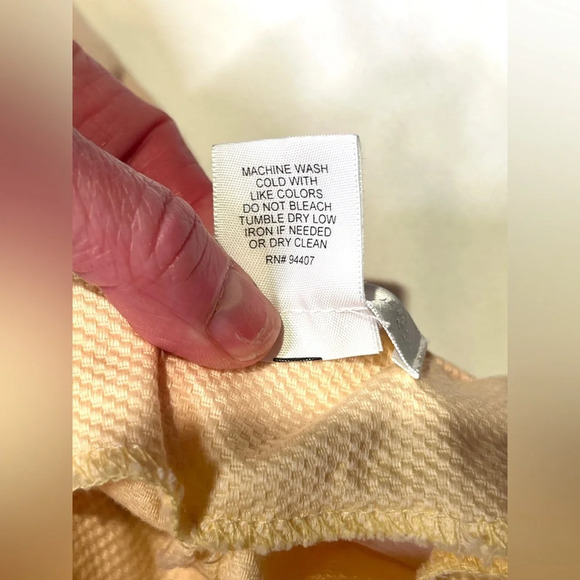 MACHINE WASH
COLD WITH
LIKE COLORS
DO NOT BLEACH
TUMBLE DRY LOW
IRON IF NEEDED
OR DRY CLEAN
RN# 94407